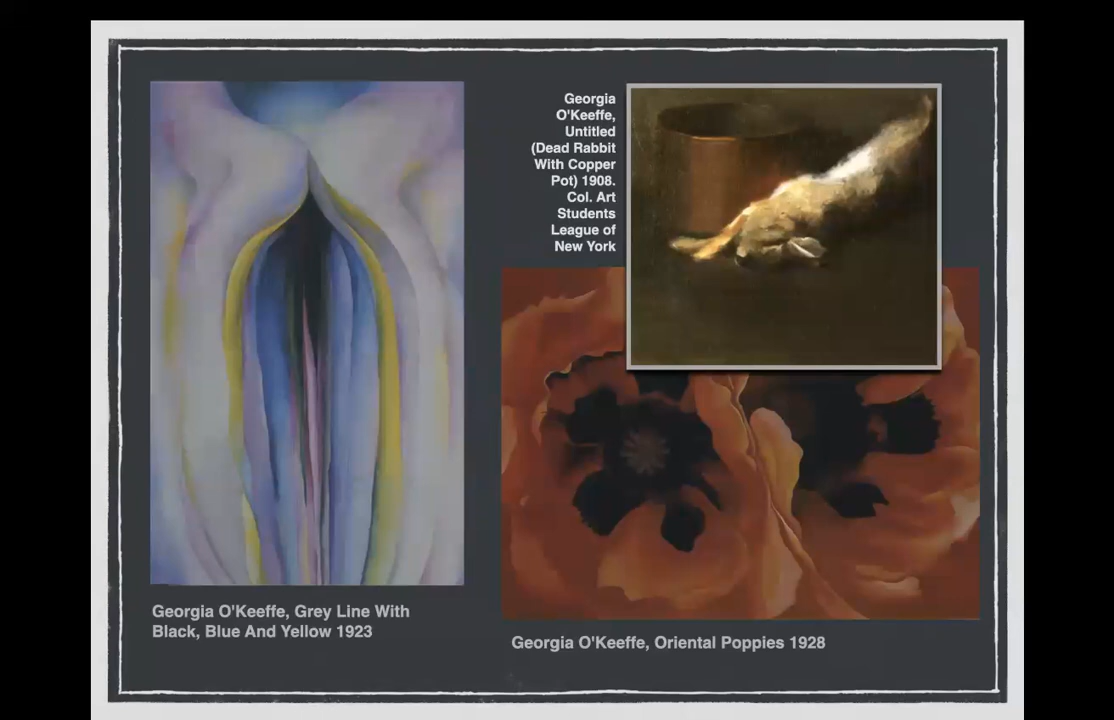 Georgia
O'Keeffe,
Untitled
(Dead Rabbit
With Copper
Pot) 1908.
Col. Art
Students
League of
New York
Georgia O'Keeffe, Grey Line With
Black, Blue And Yellow 1923
Georgia O'Keeffe, Oriental Poppies 1928